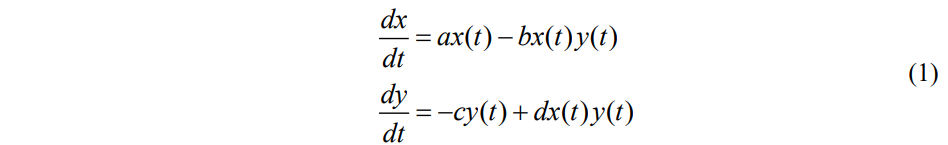 dx/dt = ax(t) − bx(t)y(t)
(1)
dy/dt = −cy(t) + dx(t)y(t)